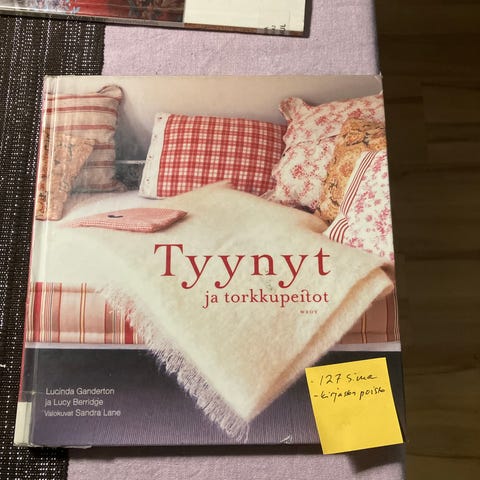 Tyynyt
ja torkkupeitot
WSOY
Lucinda Ganderton
ja Lucy Berridge
Valokuvat Sandra Lane
- 127 sivua
- kirjaston poisto